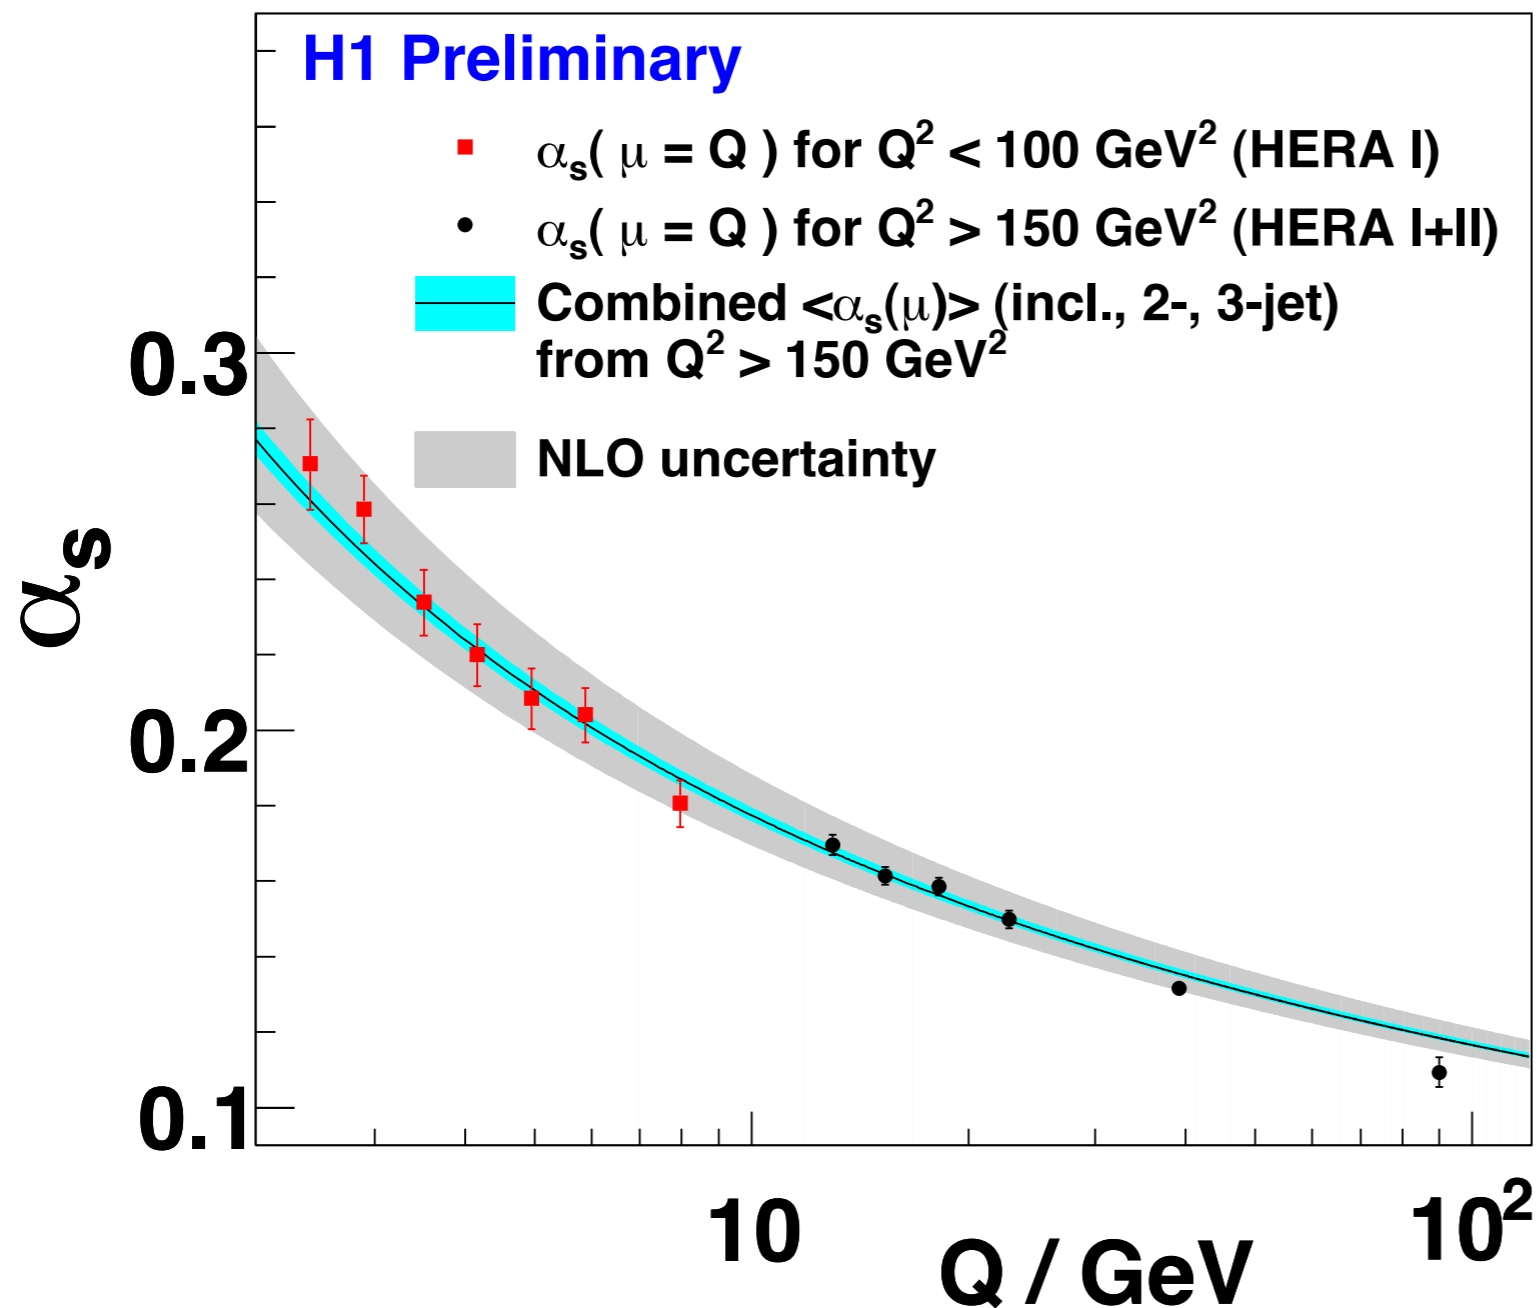 H1 Preliminary
αs( μ = Q ) for Q² < 100 GeV² (HERA I)
αs( μ = Q ) for Q² > 150 GeV² (HERA I+II)
Combined <αs(μ)> (incl., 2-, 3-jet)
from Q² > 150 GeV²
NLO uncertainty
0.3
0.2
0.1
αs
10
10²
Q / GeV